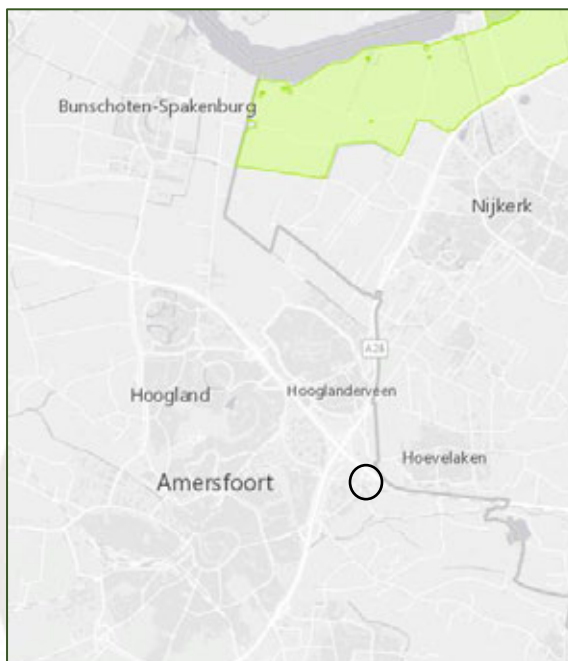 Bunschoten-Spakenburg
Nijkerk
A28
Hooglanderveen
Hoogland
Hoevelaken
Amersfoort